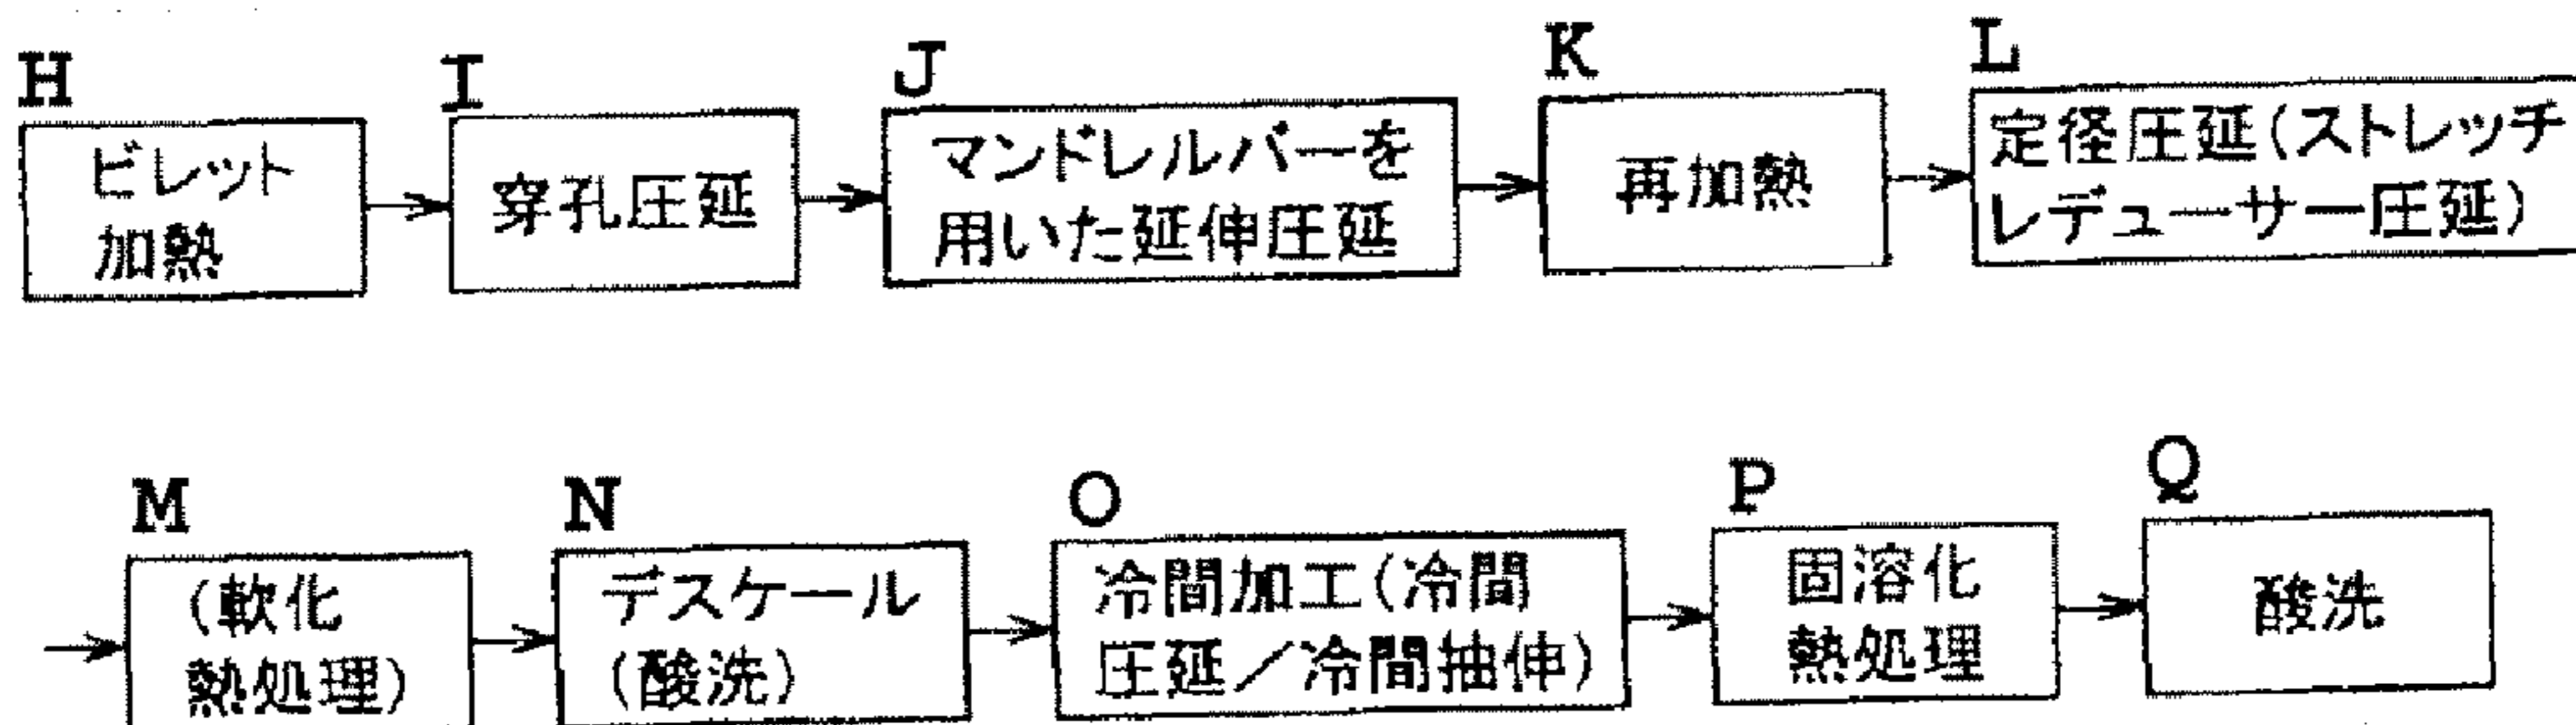 H
ビレット
加熱
I
穿孔圧延
J
マンドレルバーを
用いた延伸圧延
K
再加熱
L
定径圧延(ストレッチ
レデューサー圧延)
M
(軟化
熱処理)
N
デスケール
(酸洗)
O
冷間加工(冷間
圧延/冷間抽伸)
P
固溶化
熱処理
Q
酸洗